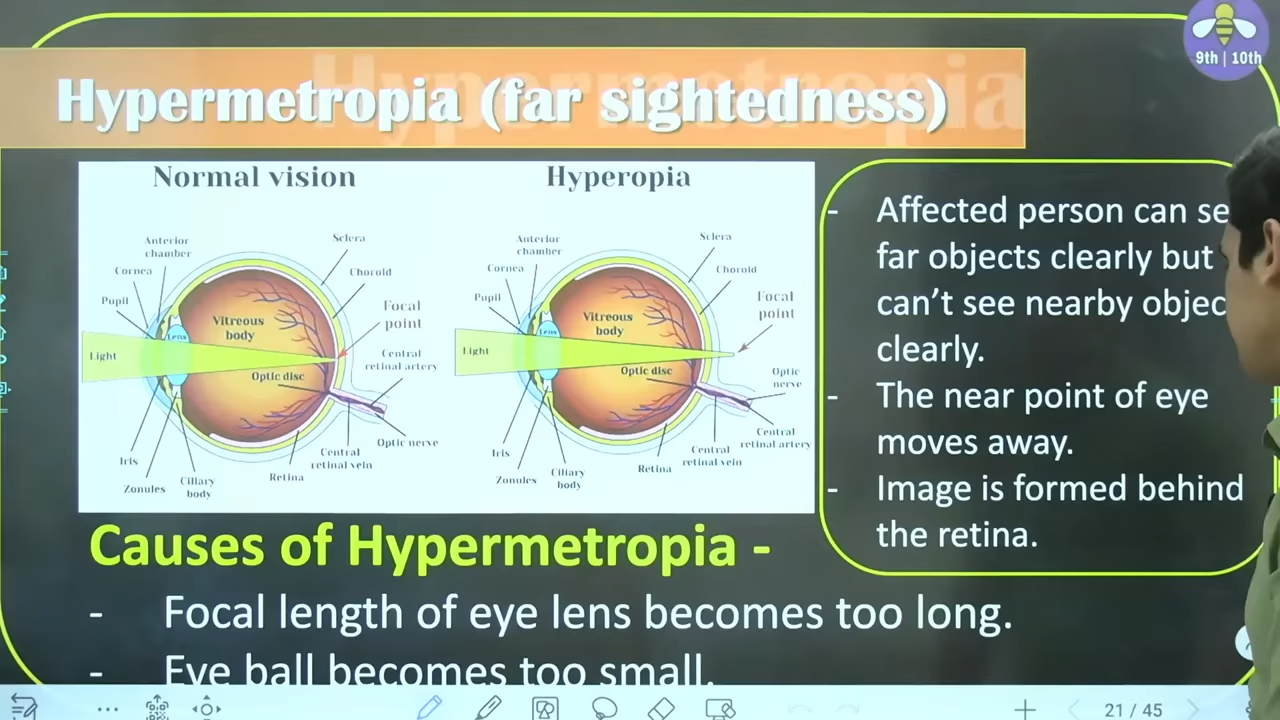 9th | 10th
Hypermetropia (far sightedness)
Normal vision
Hyperopia
Anterior
chamber
Sclera
Cornea
Choroid
Pupil
Focal
point
Lens
Vitreous
body
Light
Central
retinal artery
Optic disc
Optic nerve
Iris
Central
retinal vein
Zonules
Ciliary
body
Retina
Anterior
chamber
Sclera
Cornea
Choroid
Pupil
Focal
point
Lens
Vitreous
body
Light
Optic disc
Optic
nerve
Central
retinal artery
Iris
Central
retinal vein
Zonules
Ciliary
body
Retina
- Affected person can se
far objects clearly but
can't see nearby objec
clearly.
- The near point of eye
moves away.
- Image is formed behind
the retina.
Causes of Hypermetropia -
- Focal length of eye lens becomes too long.
- Eye ball becomes too small.
21 / 45